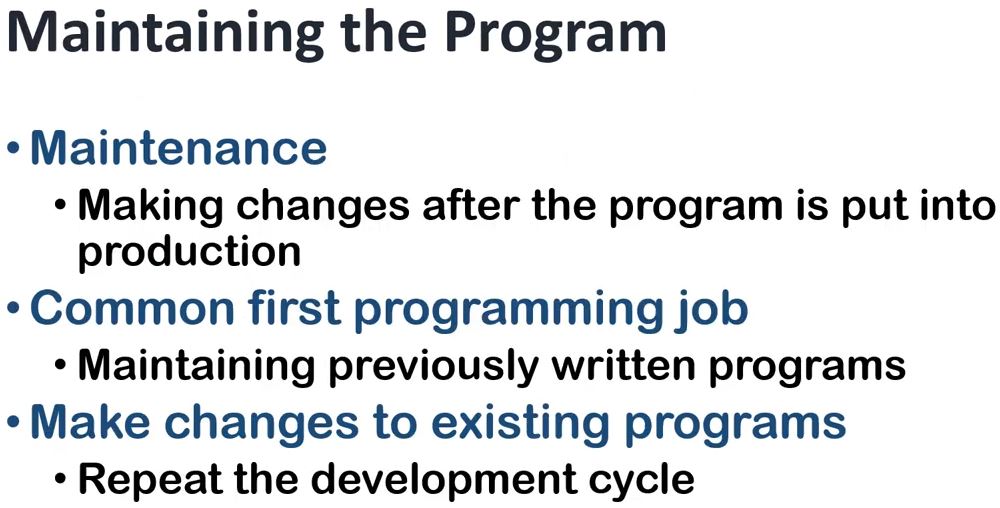 Maintaining the Program
• Maintenance
• Making changes after the program is put into
production
• Common first programming job
• Maintaining previously written programs
• Make changes to existing programs
• Repeat the development cycle